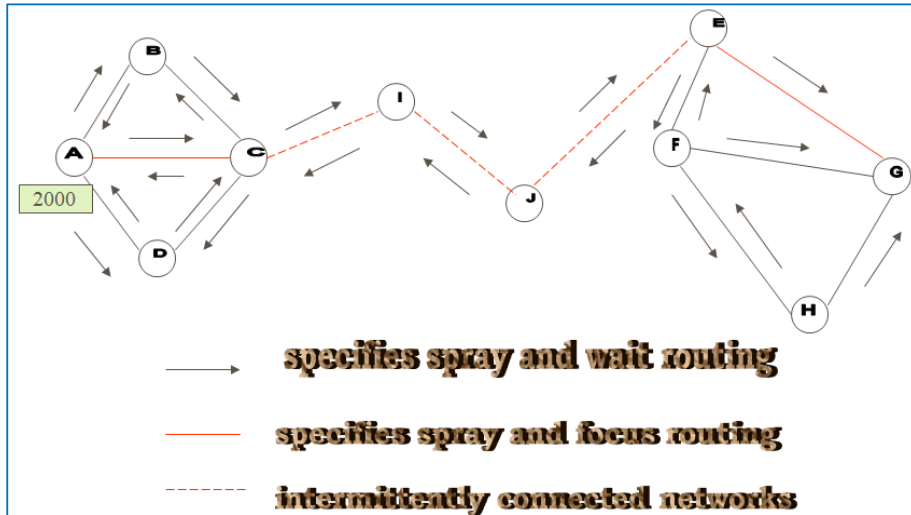 E
B
I
A
C
F
G
2000
J
D
H
specifies spray and wait routing
specifies spray and focus routing
intermittently connected networks